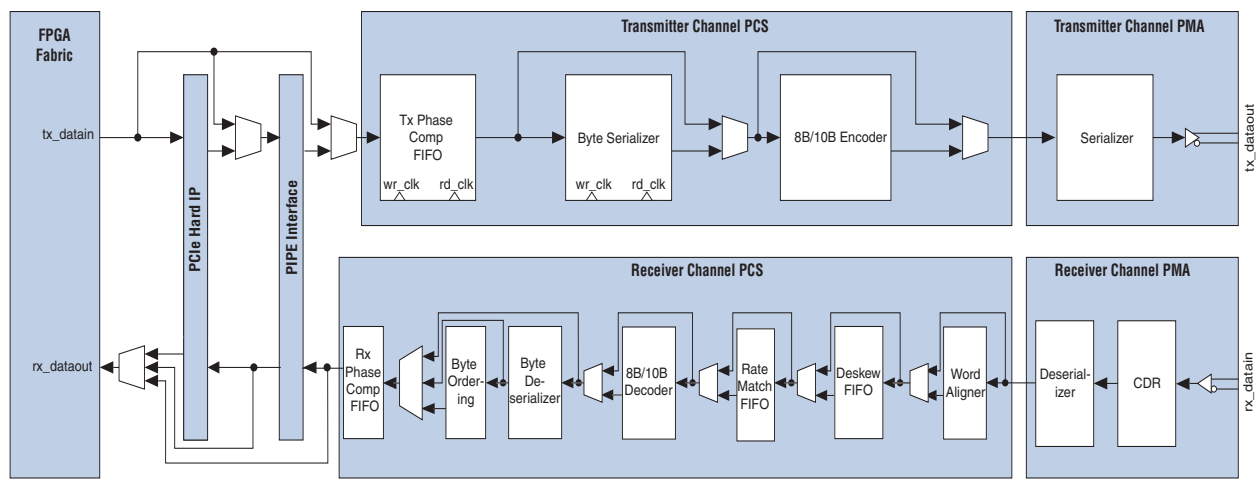 FPGA
Fabric
Transmitter Channel PCS
Transmitter Channel PMA
tx_datain
Tx Phase
Comp
FIFO
wr_clk
rd_clk
Byte Serializer
wr_clk
rd_clk
8B/10B Encoder
Serializer
tx_dataout
PCIe Hard IP
PIPE Interface
Receiver Channel PCS
Receiver Channel PMA
rx_dataout
Rx
Phase
Comp
FIFO
Byte
Order-
ing
Byte
De-
serializer
8B/10B
Decoder
Rate
Match
FIFO
Deskew
FIFO
Word
Aligner
Deserial-
izer
CDR
rx_datain